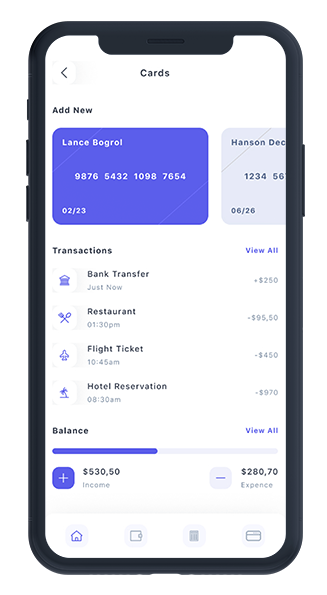 Cards
Add New
Lance Bogrol
9876 5432 1098 7654
02/23
Hanson Dec
1234 567
06/26
Transactions View All
Bank Transfer
Just Now
+$250
Restaurant
01:30pm
-$95,50
Flight Ticket
10:45am
-$450
Hotel Reservation
08:30am
-$970
Balance View All
$530,50
Income
$280,70
Expence